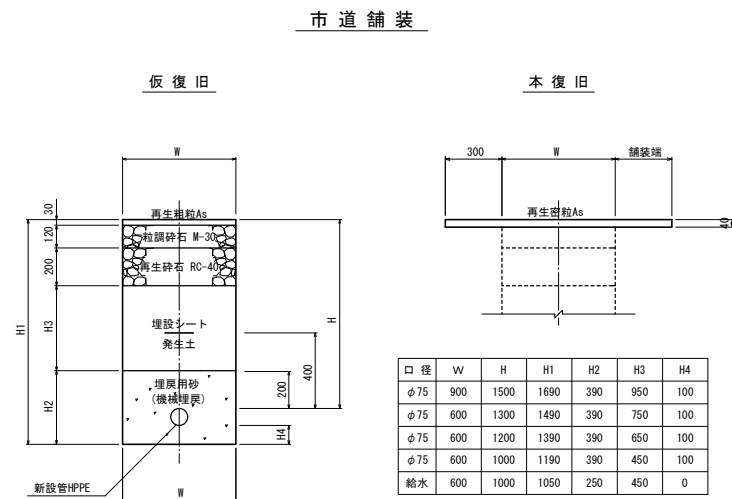 市道舗装
仮復旧
W
30
120
200
H3
H2
H1
再生粗粒As
粒調砕石 M-30
再生砕石 RC-40
埋設シート
発生土
埋戻用砂
(機械埋戻)
H
400
200
H4
新設管HPPE
W
本復旧
300 W 舗装端
再生密粒As
40
口径 W H H1 H2 H3 H4
φ75 900 1500 1690 390 950 100
φ75 600 1300 1490 390 750 100
φ75 600 1200 1390 390 650 100
φ75 600 1000 1190 390 450 100
給水 600 1000 1050 250 450 0